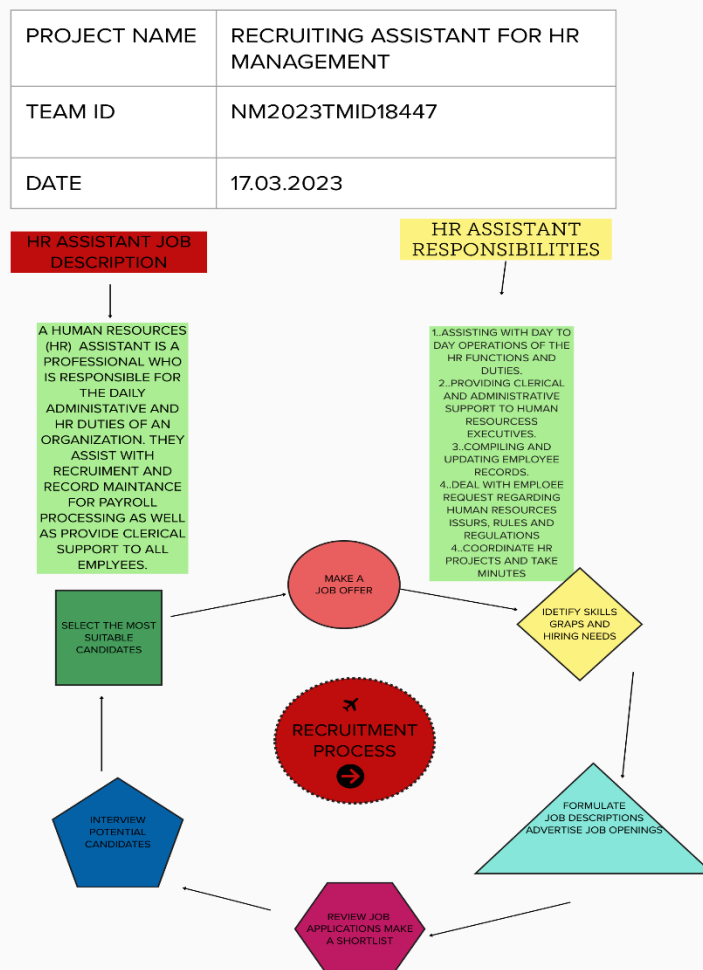 PROJECT NAME
RECRUITING ASSISTANT FOR HR
MANAGEMENT
TEAM ID
NM2023TMID18447
DATE
17.03.2023
HR ASSISTANT JOB
DESCRIPTION
HR ASSISTANT
RESPONSIBILITIES
A HUMAN RESOURCES
(HR) ASSISTANT IS A
PROFESSIONAL WHO
IS RESPONSIBLE FOR
THE DAILY
ADMINISTATIVE AND
HR DUTIES OF AN
ORGANIZATION. THEY
ASSIST WITH
RECRUIMENT AND
RECORD MAINTANCE
FOR PAYROLL
PROCESSING AS WELL
AS PROVIDE CLERICAL
SUPPORT TO ALL
EMPLYEES.
1..ASSISTING WITH DAY TO
DAY OPERATIONS OF THE
HR FUNCTIONS AND
DUTIES.
2..PROVIDING CLERICAL
AND ADMINISTRATIVE
SUPPORT TO HUMAN
RESOURCESS
EXECUTIVES.
3..COMPILING AND
UPDATING EMPLOYEE
RECORDS.
4..DEAL WITH EMPLOEE
REQUEST REGARDING
HUMAN RESOURCES
ISSURS, RULES AND
REGULATIONS
4..COORDINATE HR
PROJECTS AND TAKE
MINUTES
MAKE A
JOB OFFER
IDETIFY SKILLS
GRAPS AND
HIRING NEEDS
SELECT THE MOST
SUITABLE
CANDIDATES
RECRUITMENT
PROCESS
FORMULATE
JOB DESCRIPTIONS
ADVERTISE JOB OPENINGS
INTERVIEW
POTENTIAL
CANDIDATES
REVIEW JOB
APPLICATIONS MAKE
A SHORTLIST